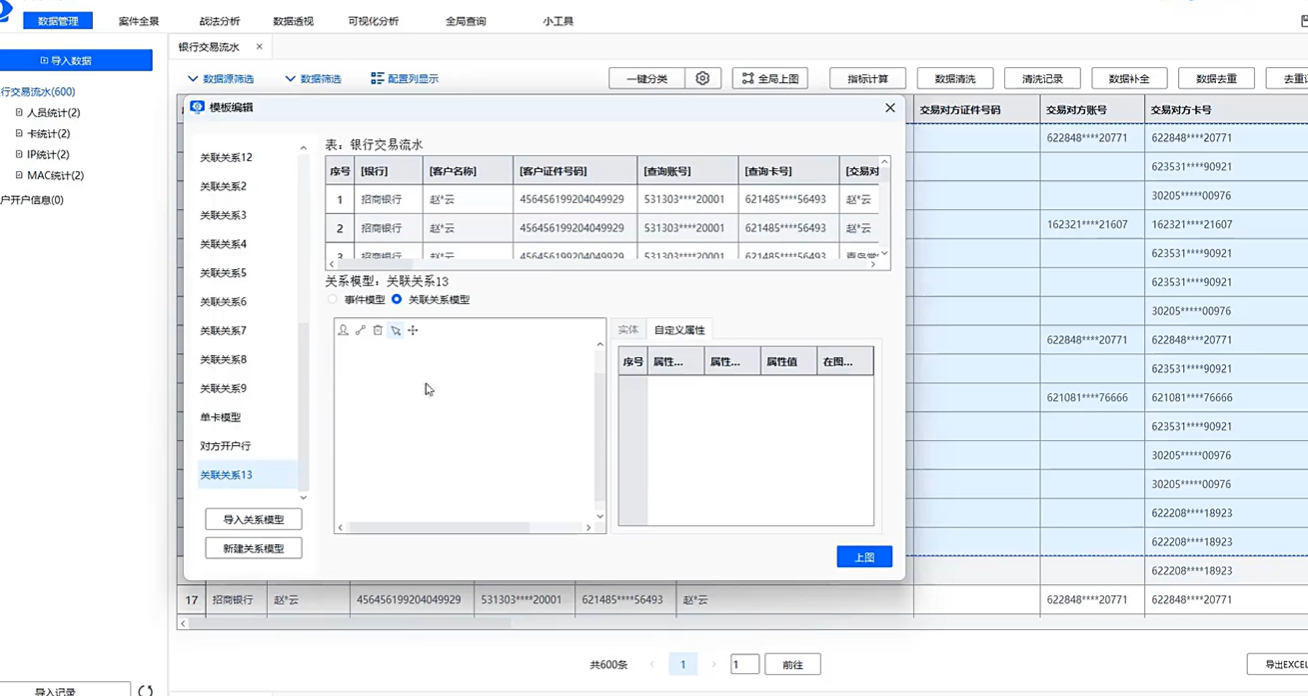 数据管理 案件全景 战法分析 数据透视 可视化分析 全局查询 小工具
导入数据
行交易流水(600)
人员统计(2)
卡统计(2)
IP统计(2)
MAC统计(2)
户开户信息(0)
导入记录
银行交易流水 ×
数据源筛选 数据筛选 配置列显示 一键分类 全局上图 指标计算 数据清洗 清洗记录 数据补全 数据去重 去重
模板编辑
关联关系12
关联关系2
关联关系3
关联关系4
关联关系5
关联关系6
关联关系7
关联关系8
关联关系9
单卡模型
对方开户行
关联关系13
导入关系模型
新建关系模型
表：银行交易流水
序号 [银行] [客户名称] [客户证件号码] [查询账号] [查询卡号] [交易对
1 招商银行 赵*云 456456199204049929 531303****20001 621485****56493 赵*云
2 招商银行 赵*云 456456199204049929 531303****20001 621485****56493 赵*云
3 招商银行 赵*云 456456199204049929 531303****20001 621485****56493
关系模型：关联关系13
事件模型 关联关系模型
实体 自定义属性
序号 属性... 属性... 属性值 在图...
上图
交易对方证件号码 交易对方账号 交易对方卡号
622848****20771 622848****20771
623531****90921
30205*****00976
162321****21607 162321****21607
623531****90921
623531****90921
30205*****00976
622848****20771 622848****20771
623531****90921
621081****76666 621081****76666
623531****90921
30205*****00976
30205*****00976
622208****18923
622208****18923
622208****18923
17 招商银行 赵*云 456456199204049929 531303****20001 621485****56493 赵*云 622848****20771 622848****20771
共600条 1 1 前往
导出EXCEL